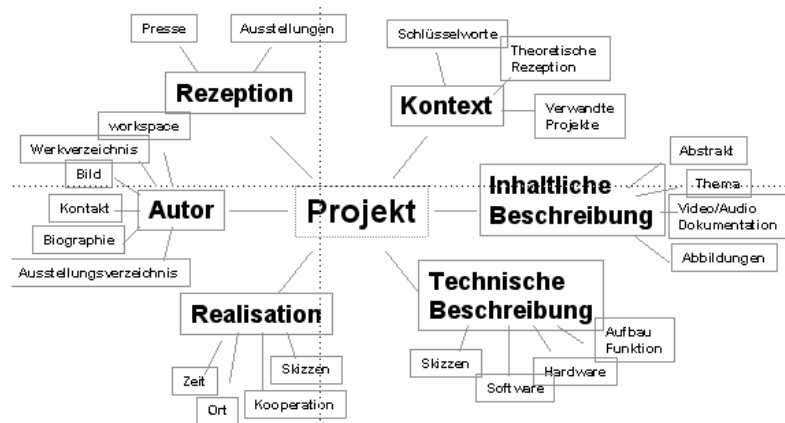 Presse
Ausstellungen
Rezeption
Schlüsselworte
Theoretische
Rezeption
Kontext
Verwandte
Projekte
workspace
Werkverzeichnis
Bild
Kontakt
Biographie
Ausstellungsverzeichnis
Autor
Projekt
Inhaltliche
Beschreibung
Abstrakt
Thema
Video/Audio
Dokumentation
Abbildungen
Realisation
Zeit
Ort
Kooperation
Skizzen
Technische
Beschreibung
Skizzen
Software
Hardware
Aufbau
Funktion